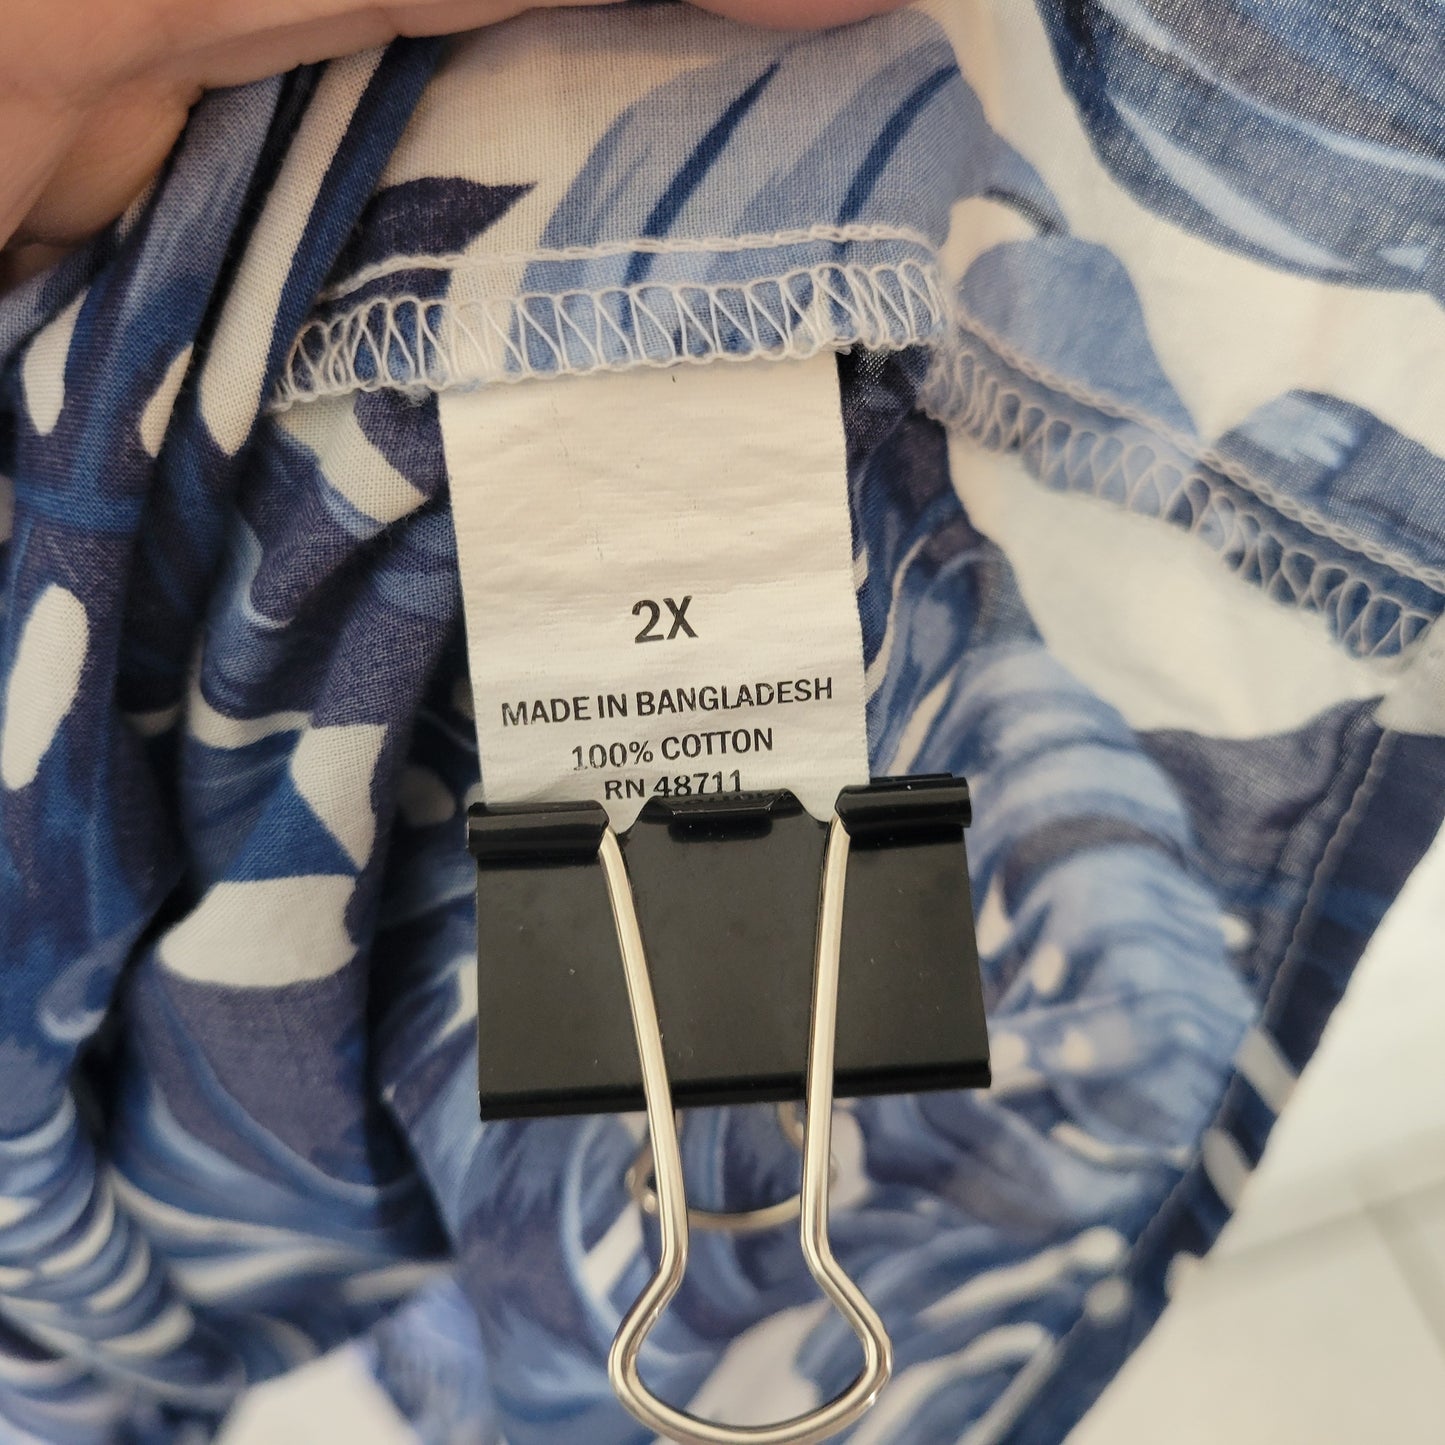 2X
MADE IN BANGLADESH
100% COTTON
RN 48711